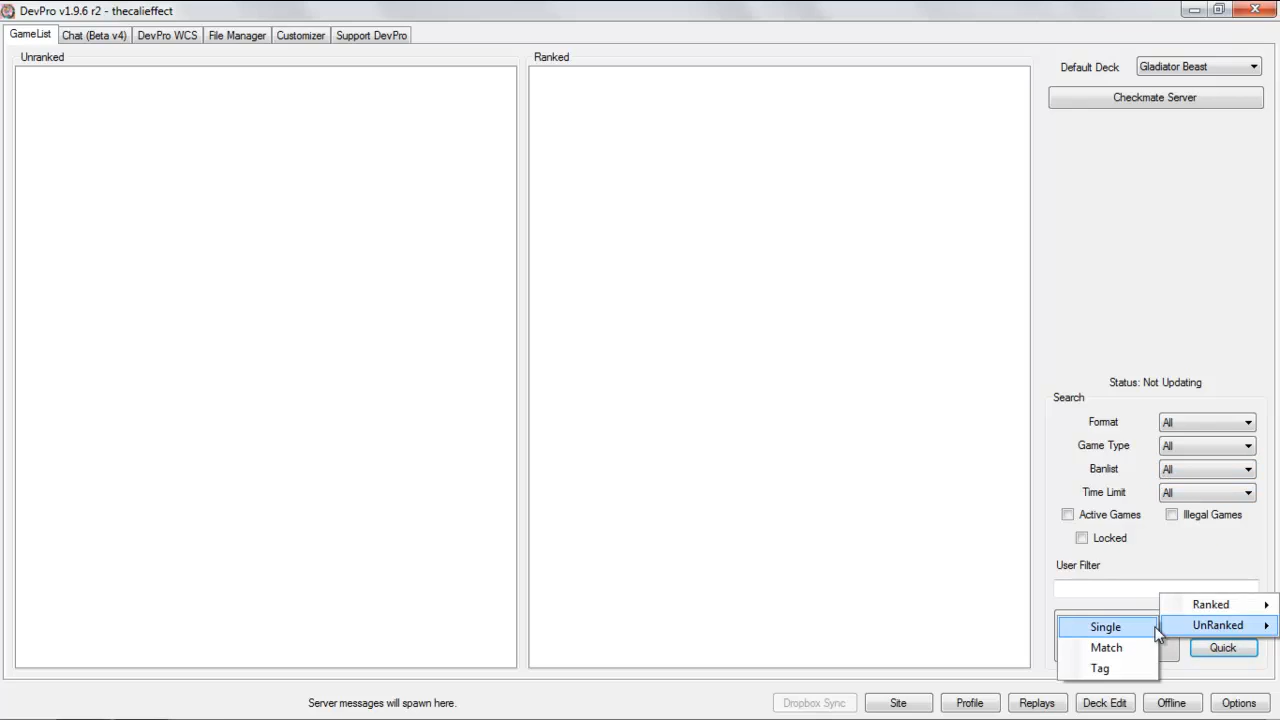 DevPro v1.9.6 r2 - thecalieffect
GameList Chat (Beta v4) DevPro WCS File Manager Customizer Support DevPro
Unranked Ranked
Default Deck Gladiator Beast
Checkmate Server
Status: Not Updating
Search
Format All
Game Type All
Banlist All
Time Limit All
Active Games Illegal Games
Locked
User Filter
Ranked
UnRanked
Single
Match
Tag
Quick
Server messages will spawn here. Dropbox Sync Site Profile Replays Deck Edit Offline Options